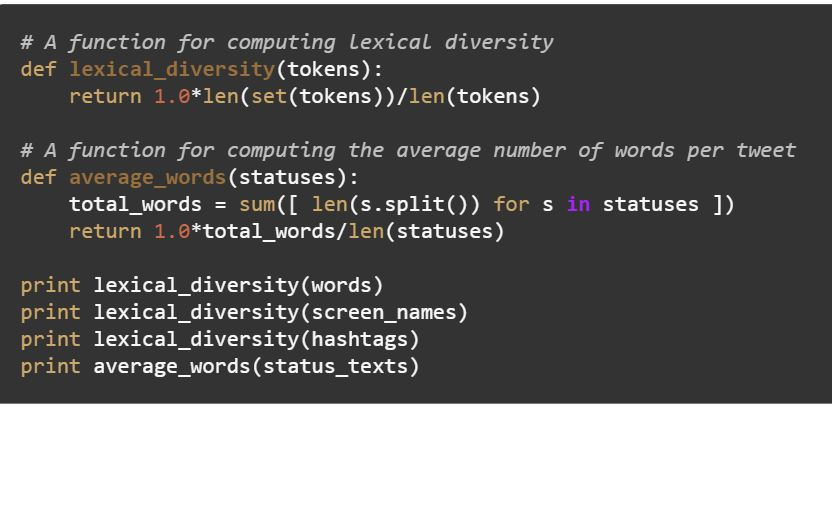 # A function for computing lexical diversity
def lexical_diversity(tokens):
    return 1.0*len(set(tokens))/len(tokens)

# A function for computing the average number of words per tweet
def average_words(statuses):
    total_words = sum([ len(s.split()) for s in statuses ])
    return 1.0*total_words/len(statuses)

print lexical_diversity(words)
print lexical_diversity(screen_names)
print lexical_diversity(hashtags)
print average_words(status_texts)